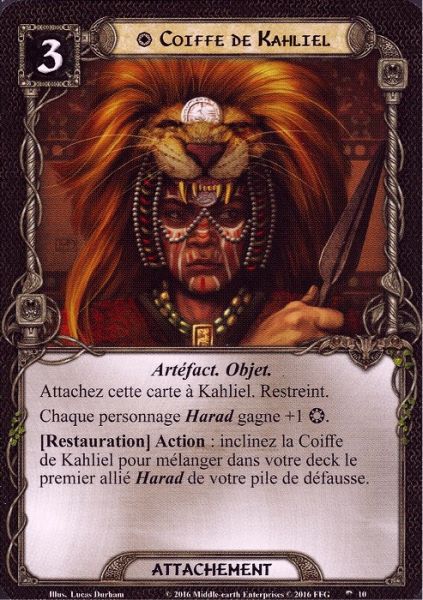 3
Coiffe de Kahliel
Artéfact. Objet.
Attachez cette carte à Kahliel. Restreint.
Chaque personnage Harad gagne +1 .
[Restauration] Action : inclinez la Coiffe
de Kahliel pour mélanger dans votre deck le
premier allié Harad de votre pile de défausse.
ATTACHEMENT
Illus. Lucas Durham © 2016 Middle-earth Enterprises © 2016 FFG 10